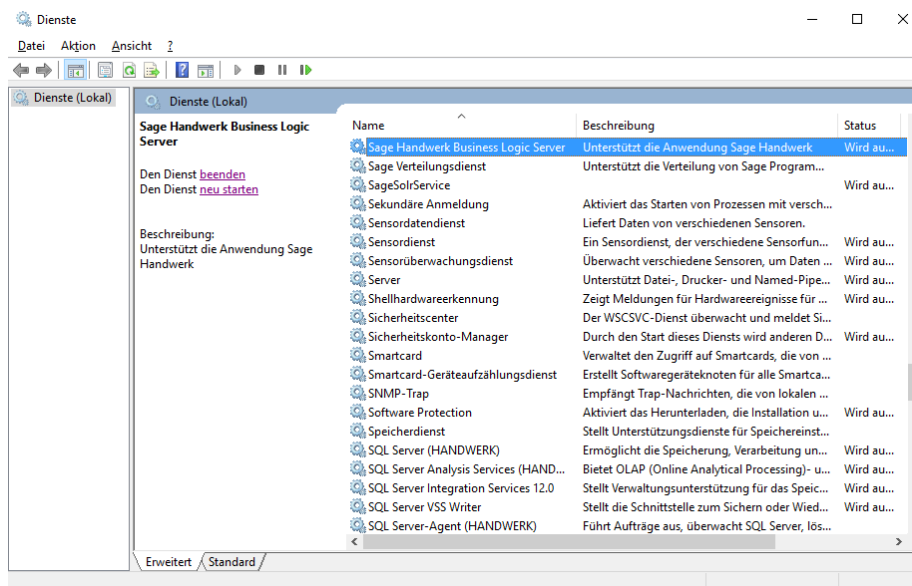 Dienste
Datei Aktion Ansicht ?
Dienste (Lokal)
Dienste (Lokal)
Sage Handwerk Business Logic
Server
Den Dienst beenden
Den Dienst neu starten
Beschreibung:
Unterstützt die Anwendung Sage
Handwerk
Name Beschreibung Status
Sage Handwerk Business Logic Server Unterstützt die Anwendung Sage Handwerk Wird au...
Sage Verteilungsdienst Unterstützt die Verteilung von Sage Program...
SageSolrService Wird au...
Sekundäre Anmeldung Aktiviert das Starten von Prozessen mit versch...
Sensordatendienst Liefert Daten von verschiedenen Sensoren.
Sensordienst Ein Sensordienst, der verschiedene Sensorfun... Wird au...
Sensorüberwachungsdienst Überwacht verschiedene Sensoren, um Daten ... Wird au...
Server Unterstützt Datei-, Drucker- und Named-Pipe... Wird au...
Shellhardwareerkennung Zeigt Meldungen für Hardwareereignisse für ... Wird au...
Sicherheitscenter Der WSCSVC-Dienst überwacht und meldet Si...
Sicherheitskonto-Manager Durch den Start dieses Diensts wird anderen D... Wird au...
Smartcard Verwaltet den Zugriff auf Smartcards, die von ...
Smartcard-Geräteaufzählungsdienst Erstellt Softwaregeräteknoten für alle Smartca...
SNMP-Trap Empfängt Trap-Nachrichten, die von lokalen ...
Software Protection Aktiviert das Herunterladen, die Installation u... Wird au...
Speicherdienst Stellt Unterstützungsdienste für Speichereinst...
SQL Server (HANDWERK) Ermöglicht die Speicherung, Verarbeitung un... Wird au...
SQL Server Analysis Services (HAND... Bietet OLAP (Online Analytical Processing)- u... Wird au...
SQL Server Integration Services 12.0 Stellt Verwaltungsunterstützung für das Speic... Wird au...
SQL Server VSS Writer Stellt die Schnittstelle zum Sichern oder Wied... Wird au...
SQL Server-Agent (HANDWERK) Führt Aufträge aus, überwacht SQL Server, lös... Wird au...
Erweitert Standard